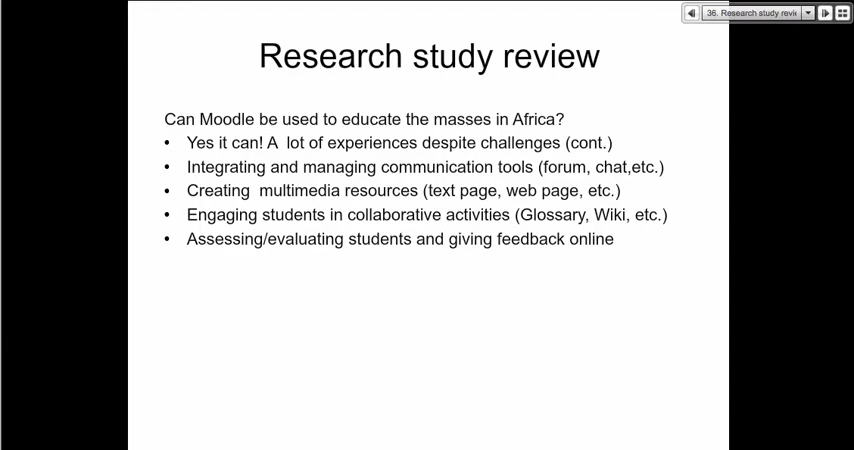 36. Research study revie
Research study review
Can Moodle be used to educate the masses in Africa?
• Yes it can! A  lot of experiences despite challenges (cont.)
• Integrating and managing communication tools (forum, chat,etc.)
• Creating  multimedia resources (text page, web page, etc.)
• Engaging students in collaborative activities (Glossary, Wiki, etc.)
• Assessing/evaluating students and giving feedback online